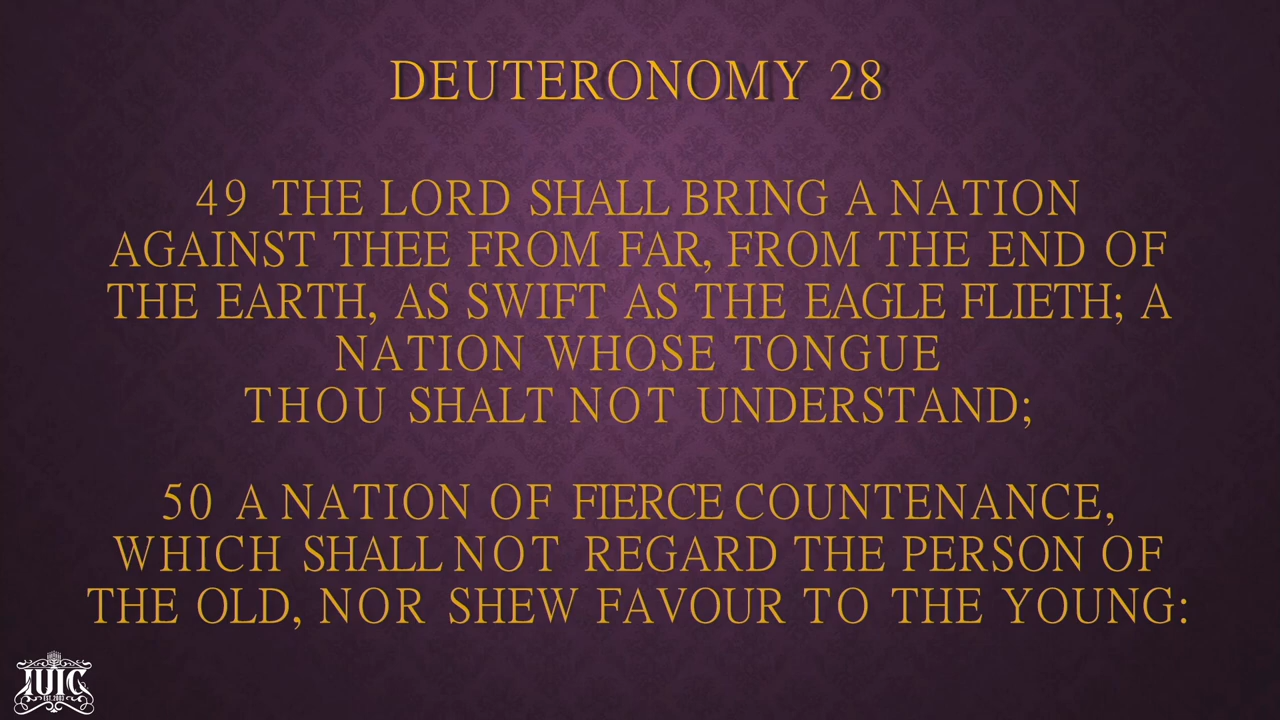 DEUTERONOMY 28
49 THE LORD SHALL BRING A NATION
AGAINST THEE FROM FAR, FROM THE END OF
THE EARTH, AS SWIFT AS THE EAGLE FLIETH; A
NATION WHOSE TONGUE
THOU SHALT NOT UNDERSTAND;
50 A NATION OF FIERCE COUNTENANCE,
WHICH SHALL NOT REGARD THE PERSON OF
THE OLD, NOR SHEW FAVOUR TO THE YOUNG:
IUIC
EST. 2003